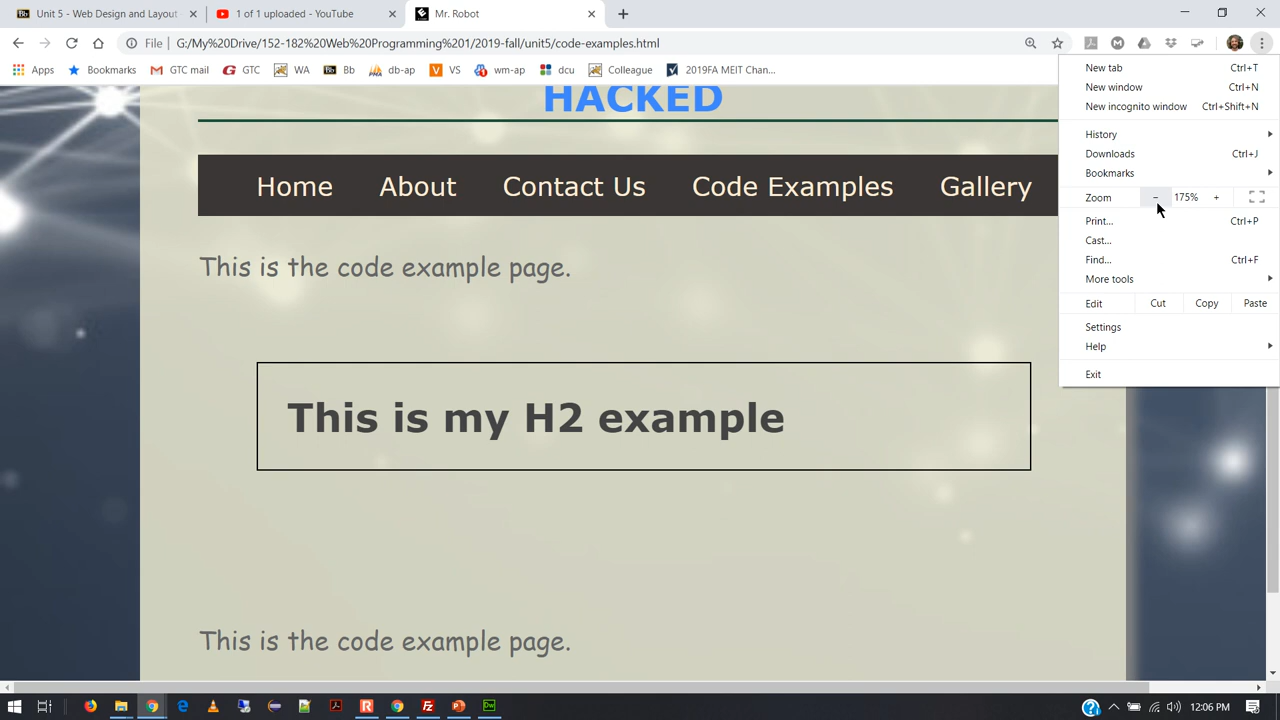 Unit 5 - Web Design and Layout
1 of 1 uploaded - YouTube
Mr. Robot
File G:/My%20Drive/152-182%20Web%20Programming%201/2019-fall/unit5/code-examples.html
Apps Bookmarks GTC mail GTC WA Bb db-ap VS wm-ap dcu Colleague 2019FA MEIT Chan...
HACKED
Home About Contact Us Code Examples Gallery
This is the code example page.
This is my H2 example
This is the code example page.
New tab Ctrl+T
New window Ctrl+N
New incognito window Ctrl+Shift+N
History
Downloads Ctrl+J
Bookmarks
Zoom − 175% +
Print... Ctrl+P
Cast...
Find... Ctrl+F
More tools
Edit Cut Copy Paste
Settings
Help
Exit
12:06 PM